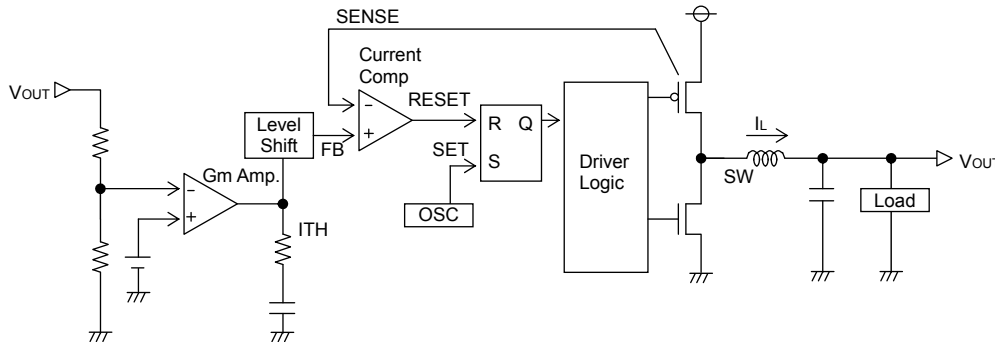 SENSE
Current
Comp
VOUT
RESET
Level
Shift
FB
R Q
S
SET
Driver
Logic
IL
VOUT
SW
Gm Amp.
OSC
Load
ITH
-
+
-
+